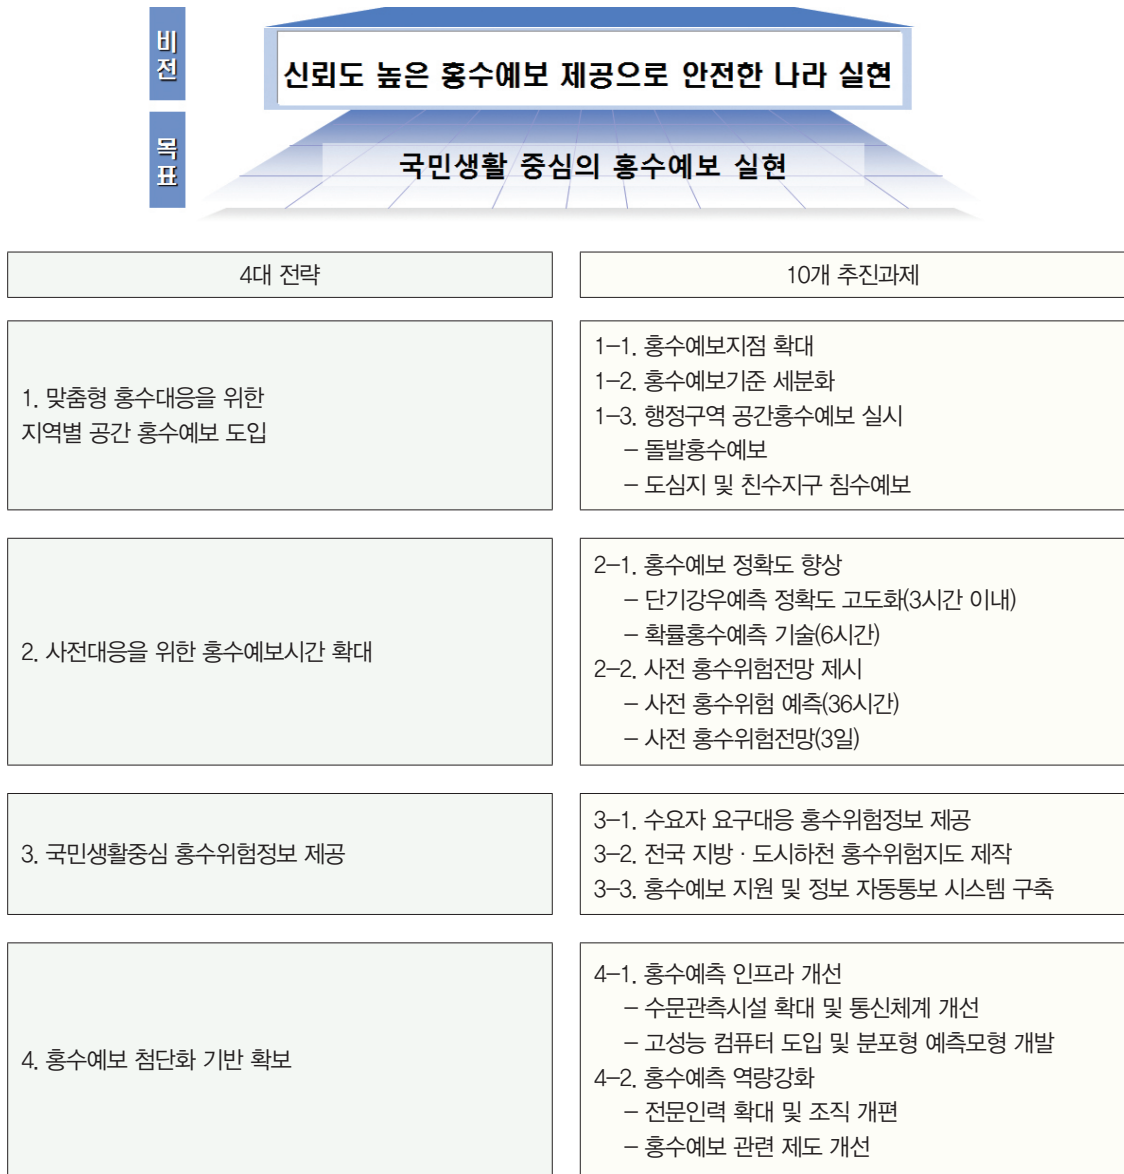 비전
신뢰도 높은 홍수예보 제공으로 안전한 나라 실현
목표
국민생활 중심의 홍수예보 실현
4대 전략
10개 추진과제
1. 맞춤형 홍수대응을 위한
지역별 공간 홍수예보 도입
1-1. 홍수예보지점 확대
1-2. 홍수예보기준 세분화
1-3. 행정구역 공간홍수예보 실시
- 돌발홍수예보
- 도심지 및 친수지구 침수예보
2. 사전대응을 위한 홍수예보시간 확대
2-1. 홍수예보 정확도 향상
- 단기강우예측 정확도 고도화(3시간 이내)
- 확률홍수예측 기술(6시간)
2-2. 사전 홍수위험전망 제시
- 사전 홍수위험 예측(36시간)
- 사전 홍수위험전망(3일)
3. 국민생활중심 홍수위험정보 제공
3-1. 수요자 요구대응 홍수위험정보 제공
3-2. 전국 지방 · 도시하천 홍수위험지도 제작
3-3. 홍수예보 지원 및 정보 자동통보 시스템 구축
4. 홍수예보 첨단화 기반 확보
4-1. 홍수예측 인프라 개선
- 수문관측시설 확대 및 통신체계 개선
- 고성능 컴퓨터 도입 및 분포형 예측모형 개발
4-2. 홍수예측 역량강화
- 전문인력 확대 및 조직 개편
- 홍수예보 관련 제도 개선